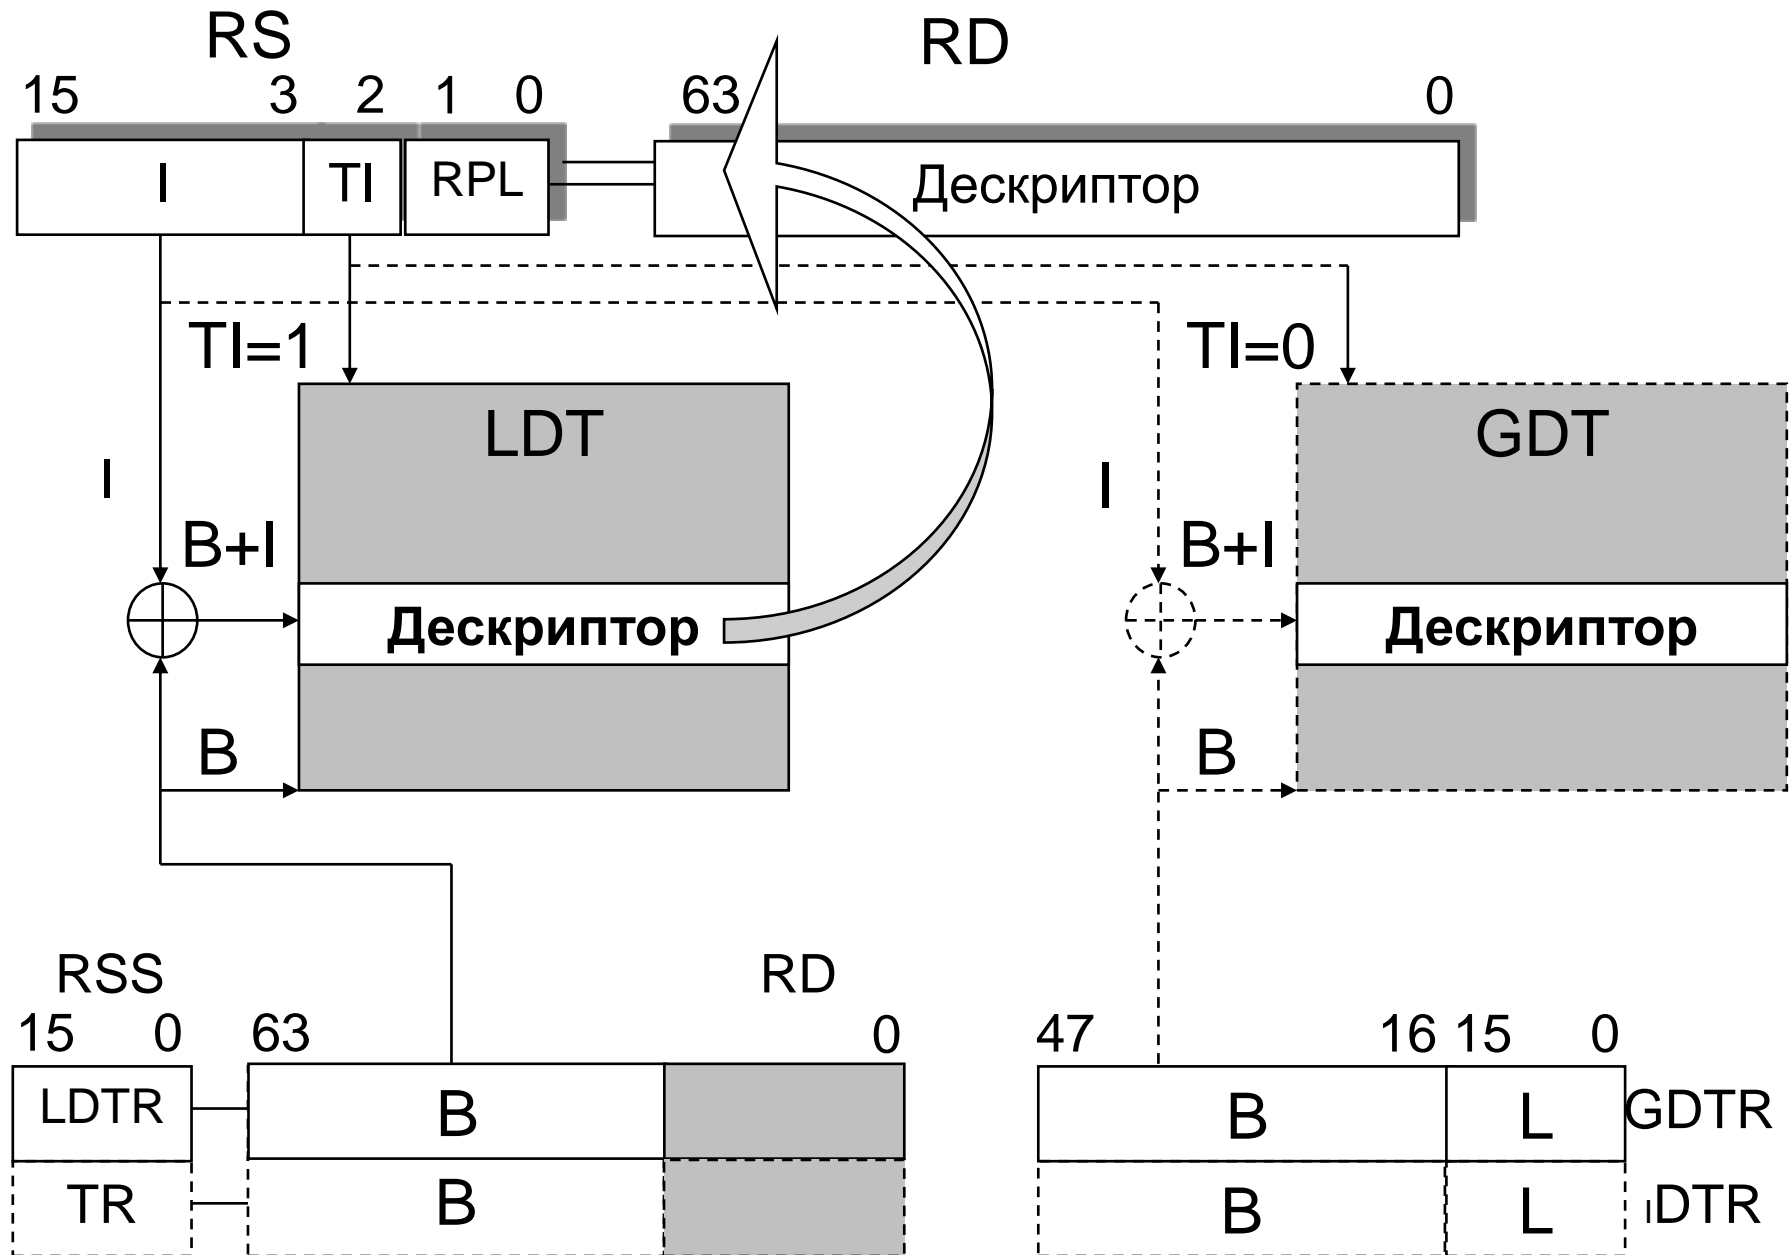 RS RD
15 3 2 1 0 63 0
I TI RPL Дескриптор
TI=1 TI=0
LDT GDT
I I
B+I B+I
Дескриптор Дескриптор
B B
RSS RD
15 0 63 0 47 16 15 0
LDTR B B L GDTR
TR B B L IDTR